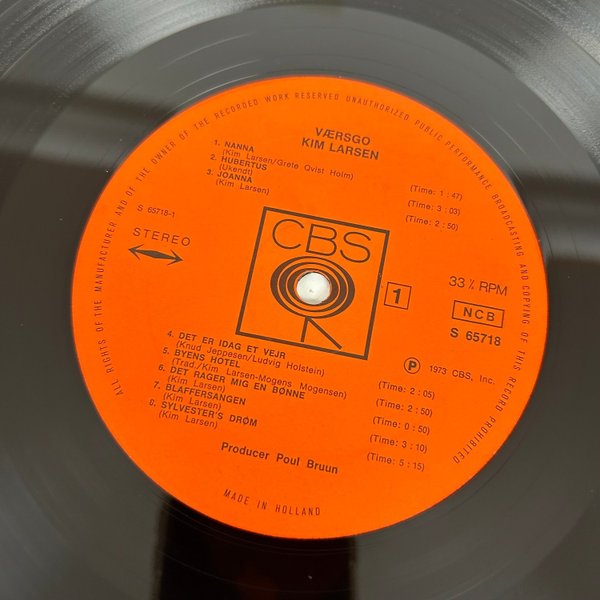 ALL RIGHTS OF THE MANUFACTURER AND OF THE OWNER OF THE RECORDED WORK RESERVED UNAUTHORIZED PUBLIC PERFORMANCE BROADCASTING AND COPYING OF THIS RECORD PROHIBITED
VÆRSGO
KIM LARSEN
1. NANNA
(Kim Larsen/Grete Qvist Holm) (Time: 1:47)
2. HUBERTUS
(Ukendt) (Time: 3:03)
3. JOANNA
(Kim Larsen) (Time: 2:50)
S 65718-1
STEREO
CBS
1
33⅓ RPM
NCB
S 65718
℗ 1973 CBS, Inc.
4. DET ER IDAG ET VEJR
(Knud Jeppesen/Ludvig Holstein) (Time: 2:05)
5. BYENS HOTEL
(Trad./Kim Larsen-Mogens Mogensen) (Time: 2:50)
6. DET RAGER MIG EN BØNNE
(Kim Larsen) (Time: 0:50)
7. BLAFFERSANGEN
(Kim Larsen) (Time: 3:10)
8. SYLVESTER'S DRØM
(Kim Larsen) (Time: 5:15)
Producer Poul Bruun
MADE IN HOLLAND